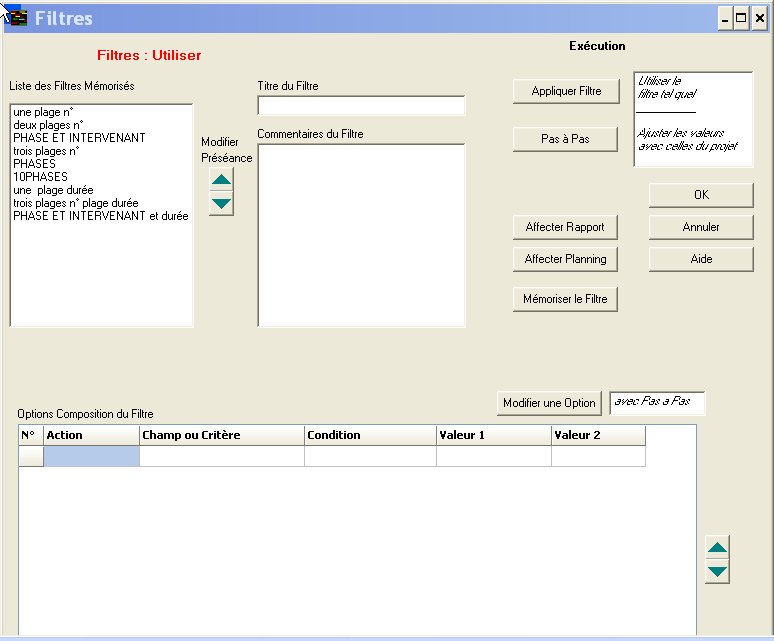 Filtres
Filtres : Utiliser
Exécution
Liste des Filtres Mémorisés
une plage n°
deux plages n°
PHASE ET INTERVENANT
trois plages n°
PHASES
10PHASES
une plage durée
trois plages n° plage durée
PHASE ET INTERVENANT et durée
Modifier
Préséance
Titre du Filtre
Commentaires du Filtre
Appliquer Filtre
Pas à Pas
Utiliser le
filtre tel quel
Ajuster les valeurs
avec celles du projet
OK
Affecter Rapport
Annuler
Affecter Planning
Aide
Mémoriser le Filtre
Modifier une Option
avec Pas a Pas
Options Composition du Filtre
N° Action Champ ou Critère Condition Valeur 1 Valeur 2